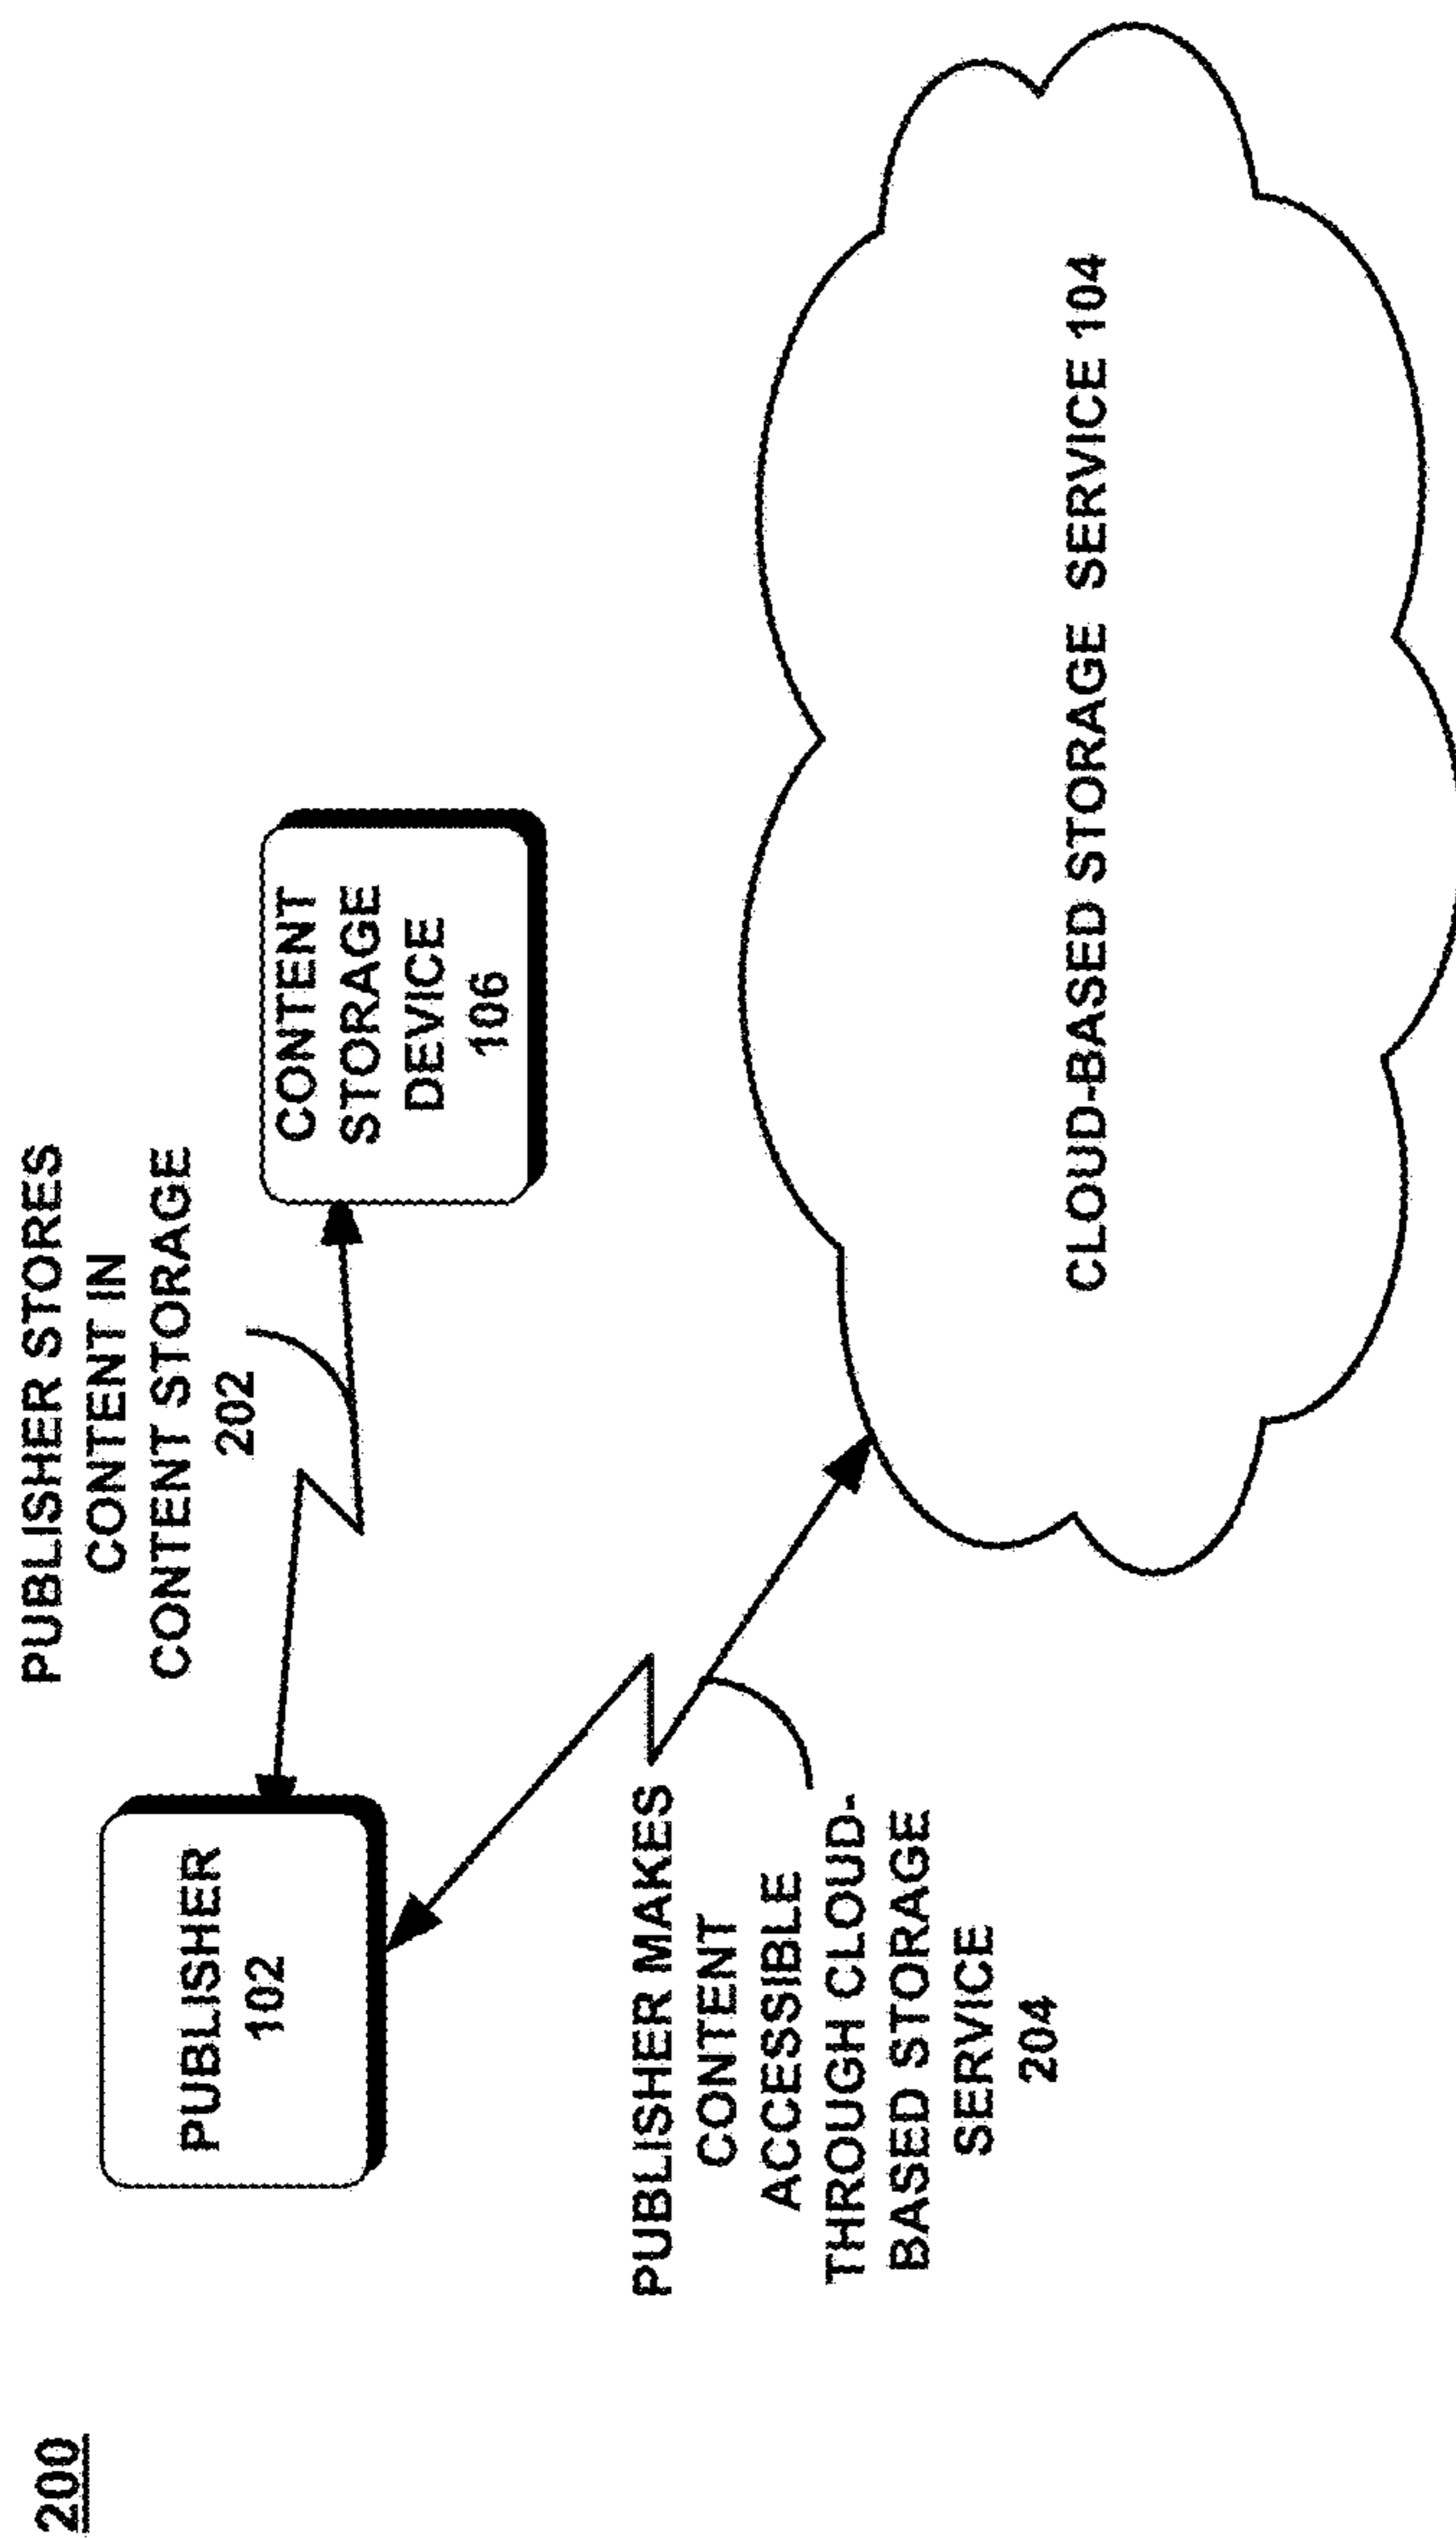 200
PUBLISHER STORES
CONTENT IN
CONTENT STORAGE
202
PUBLISHER
102
CONTENT
STORAGE
DEVICE
106
PUBLISHER MAKES
CONTENT
ACCESSIBLE
THROUGH CLOUD-
BASED STORAGE
SERVICE
204
CLOUD-BASED STORAGE SERVICE 104